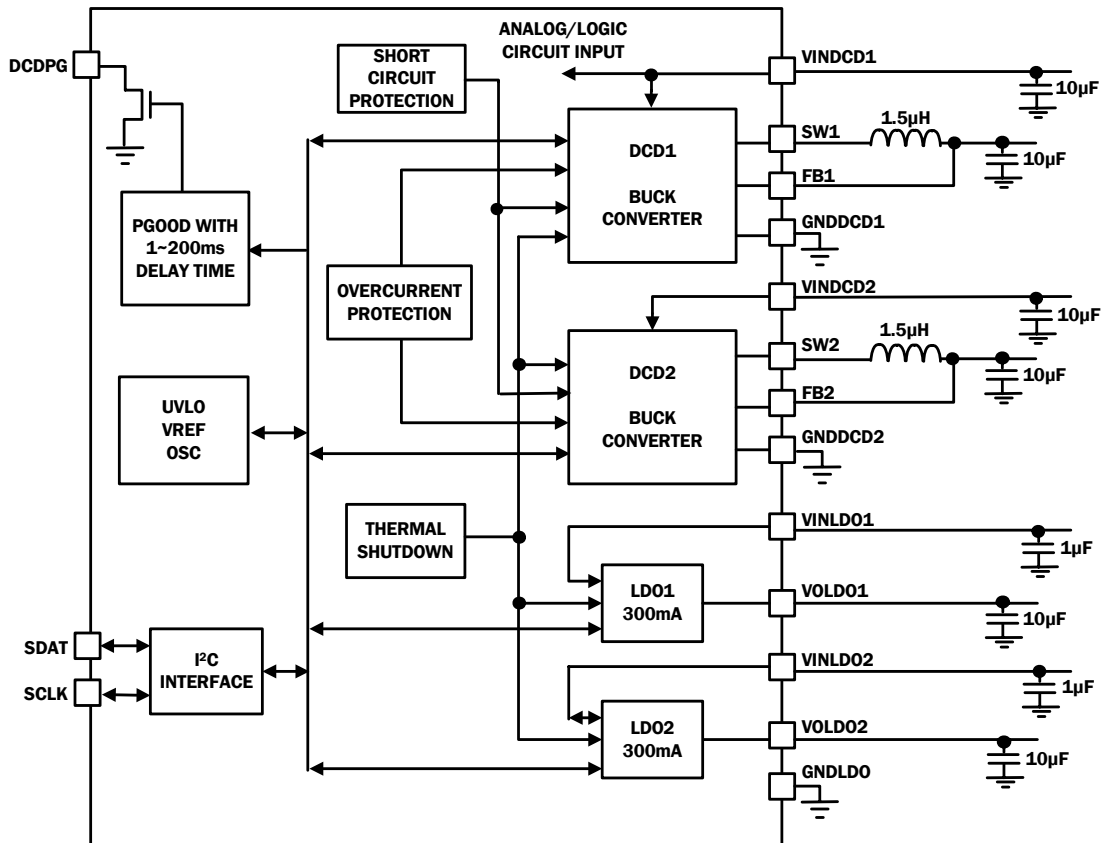 ANALOG/LOGIC
CIRCUIT INPUT
VINDCD1
DCDPG
SHORT
CIRCUIT
PROTECTION
10µF
SW1
1.5µH
10µF
DCD1
BUCK
CONVERTER
FB1
PGOOD WITH
1~200ms
DELAY TIME
GNDDCD1
OVERCURRENT
PROTECTION
VINDCD2
10µF
SW2
1.5µH
10µF
DCD2
BUCK
CONVERTER
FB2
UVLO
VREF
OSC
GNDDCD2
THERMAL
SHUTDOWN
VINLDO1
1µF
LDO1
300mA
VOLDO1
10µF
SDAT
SCLK
I²C
INTERFACE
VINLDO2
1µF
LDO2
300mA
VOLDO2
10µF
GNDLDO